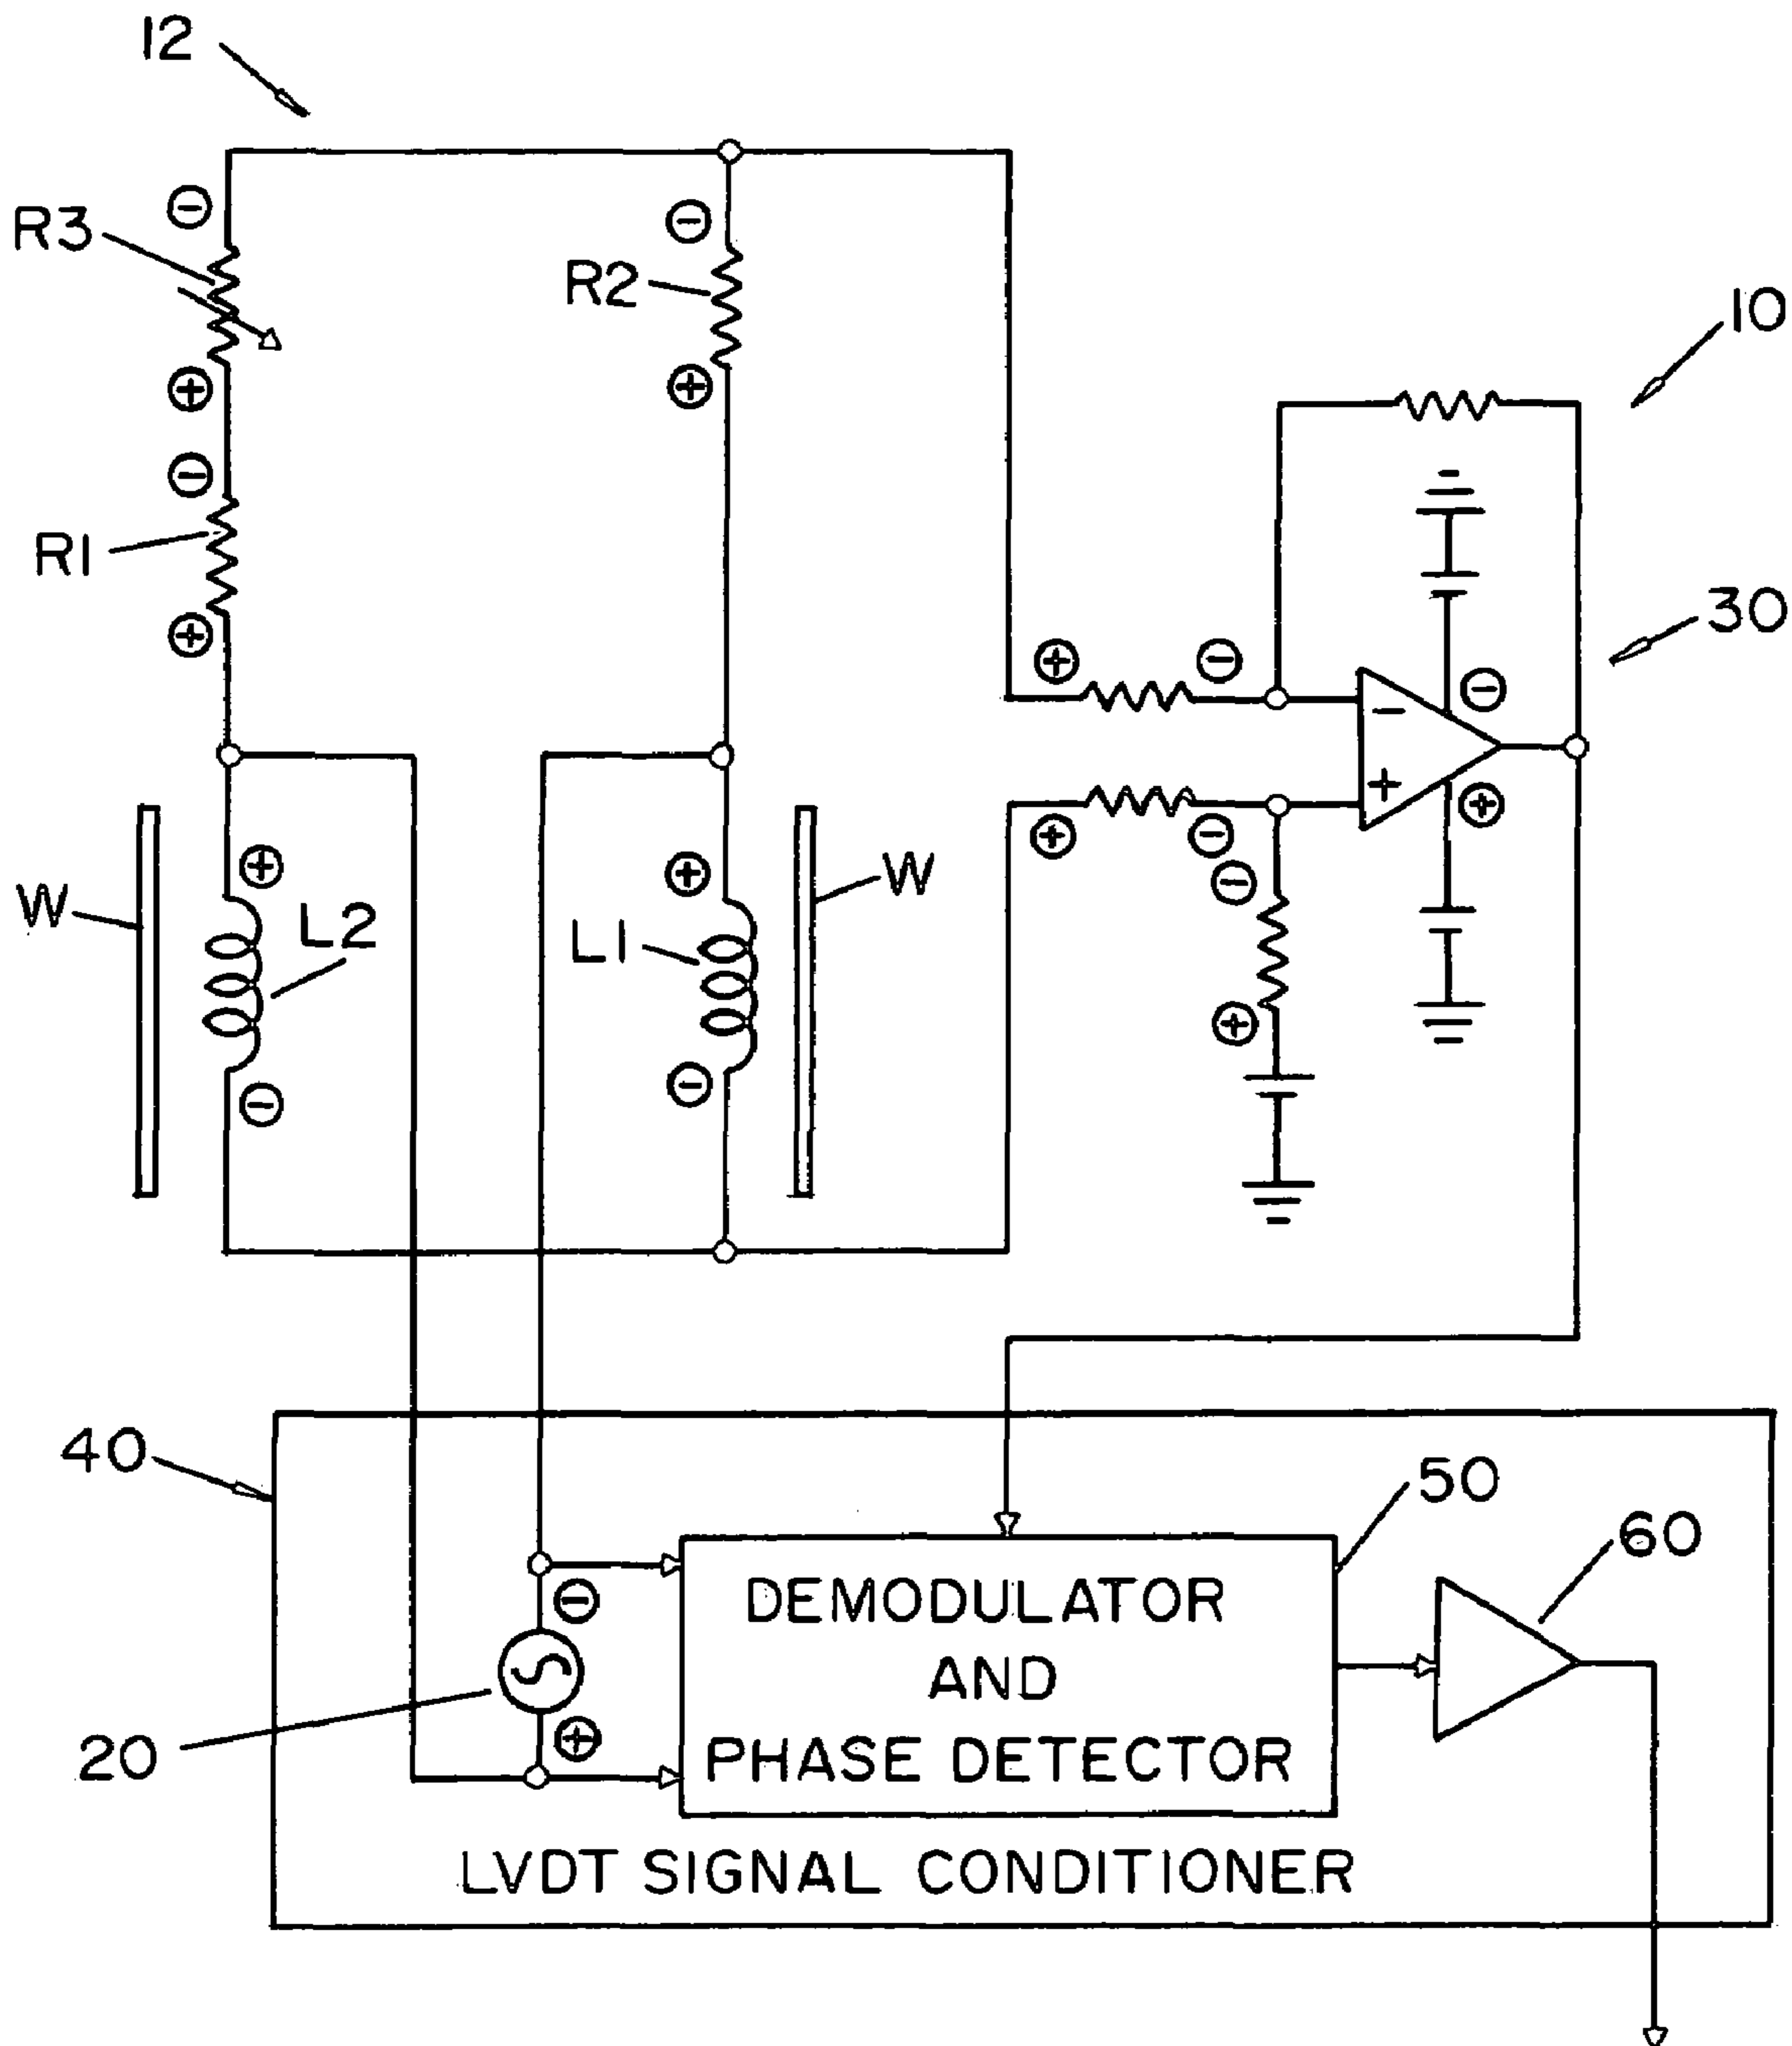 12
R3
R2
10
R1
30
−
+
W
L2
L1
W
40
50
60
DEMODULATOR
AND
PHASE DETECTOR
20
LVDT SIGNAL CONDITIONER